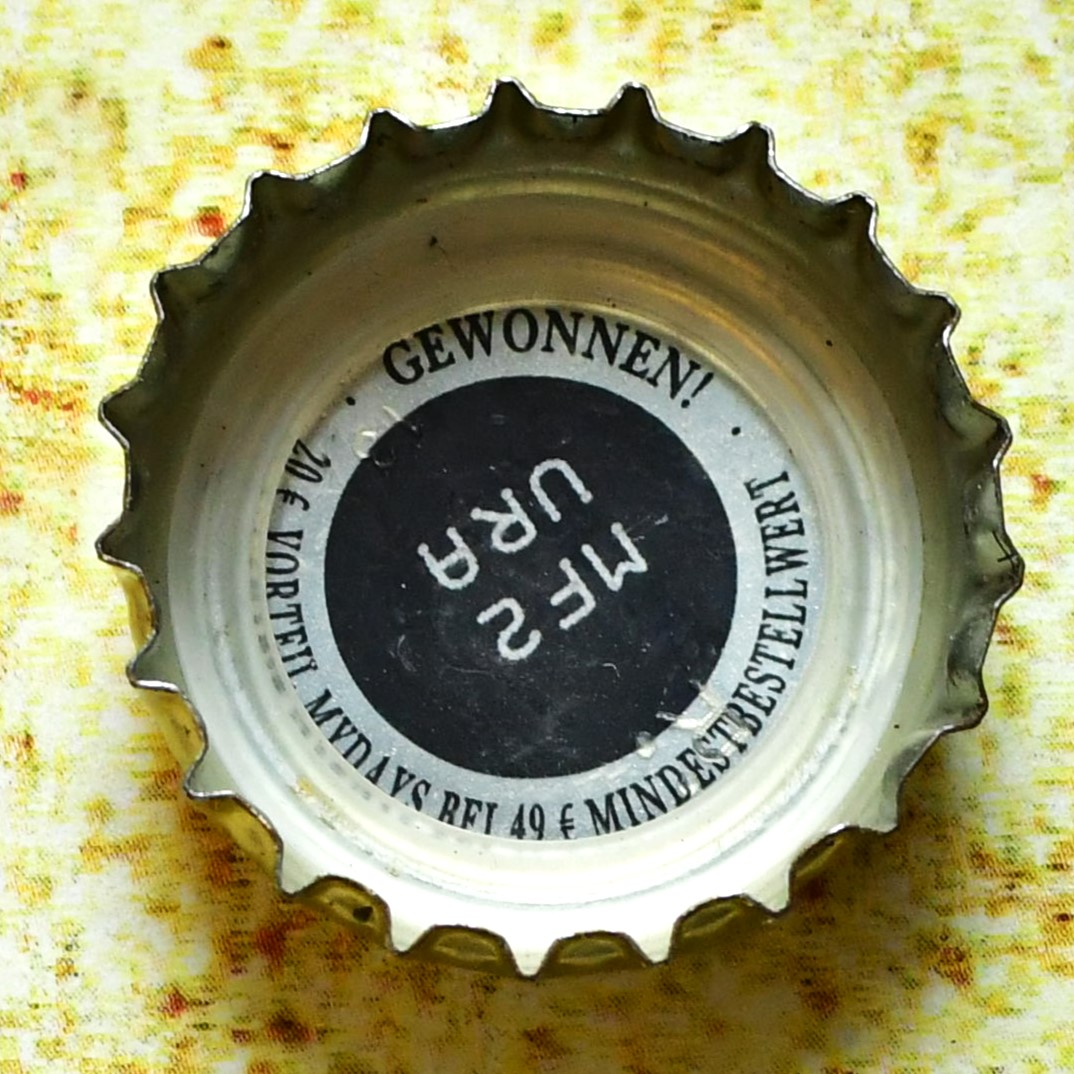 GEWONNEN!
MF2
URA
20 € VORTEIL MYDAYS BEI 49 € MINDESTBESTELLWERT